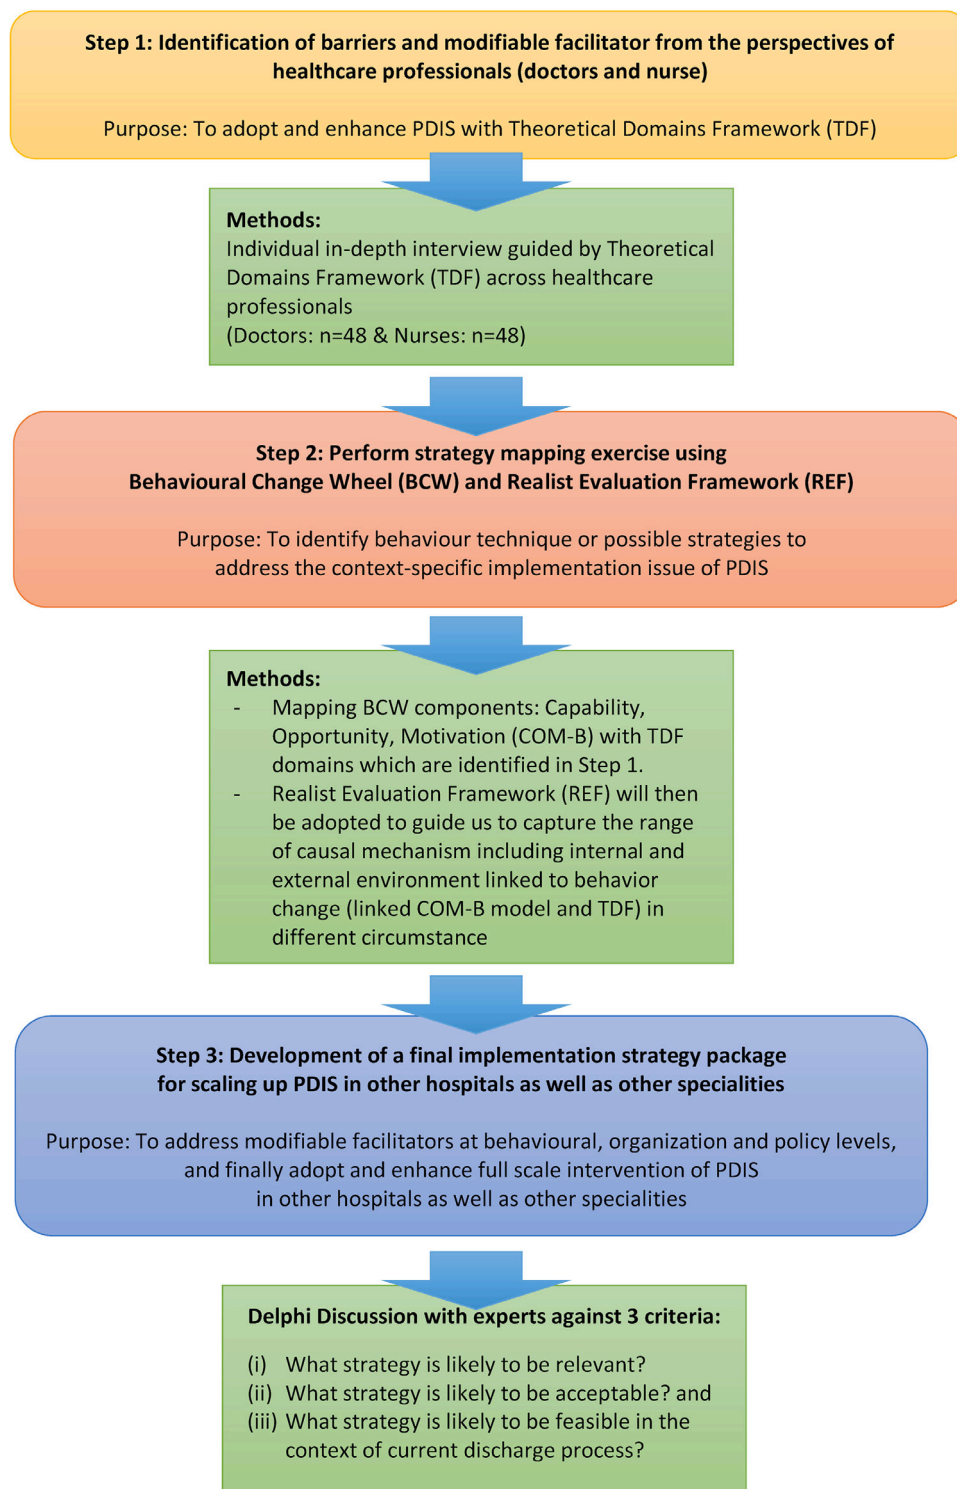 Step 1: Identification of barriers and modifiable facilitator from the perspectives of
healthcare professionals (doctors and nurse)
Purpose: To adopt and enhance PDIS with Theoretical Domains Framework (TDF)
Methods:
Individual in-depth interview guided by Theoretical
Domains Framework (TDF) across healthcare
professionals
(Doctors: n=48 & Nurses: n=48)
Step 2: Perform strategy mapping exercise using
Behavioural Change Wheel (BCW) and Realist Evaluation Framework (REF)
Purpose: To identify behaviour technique or possible strategies to
address the context-specific implementation issue of PDIS
Methods:
- Mapping BCW components: Capability,
Opportunity, Motivation (COM-B) with TDF
domains which are identified in Step 1.
- Realist Evaluation Framework (REF) will then
be adopted to guide us to capture the range
of causal mechanism including internal and
external environment linked to behavior
change (linked COM-B model and TDF) in
different circumstance
Step 3: Development of a final implementation strategy package
for scaling up PDIS in other hospitals as well as other specialities
Purpose: To address modifiable facilitators at behavioural, organization and policy levels,
and finally adopt and enhance full scale intervention of PDIS
in other hospitals as well as other specialities
Delphi Discussion with experts against 3 criteria:
(i) What strategy is likely to be relevant?
(ii) What strategy is likely to be acceptable? and
(iii) What strategy is likely to be feasible in the
context of current discharge process?